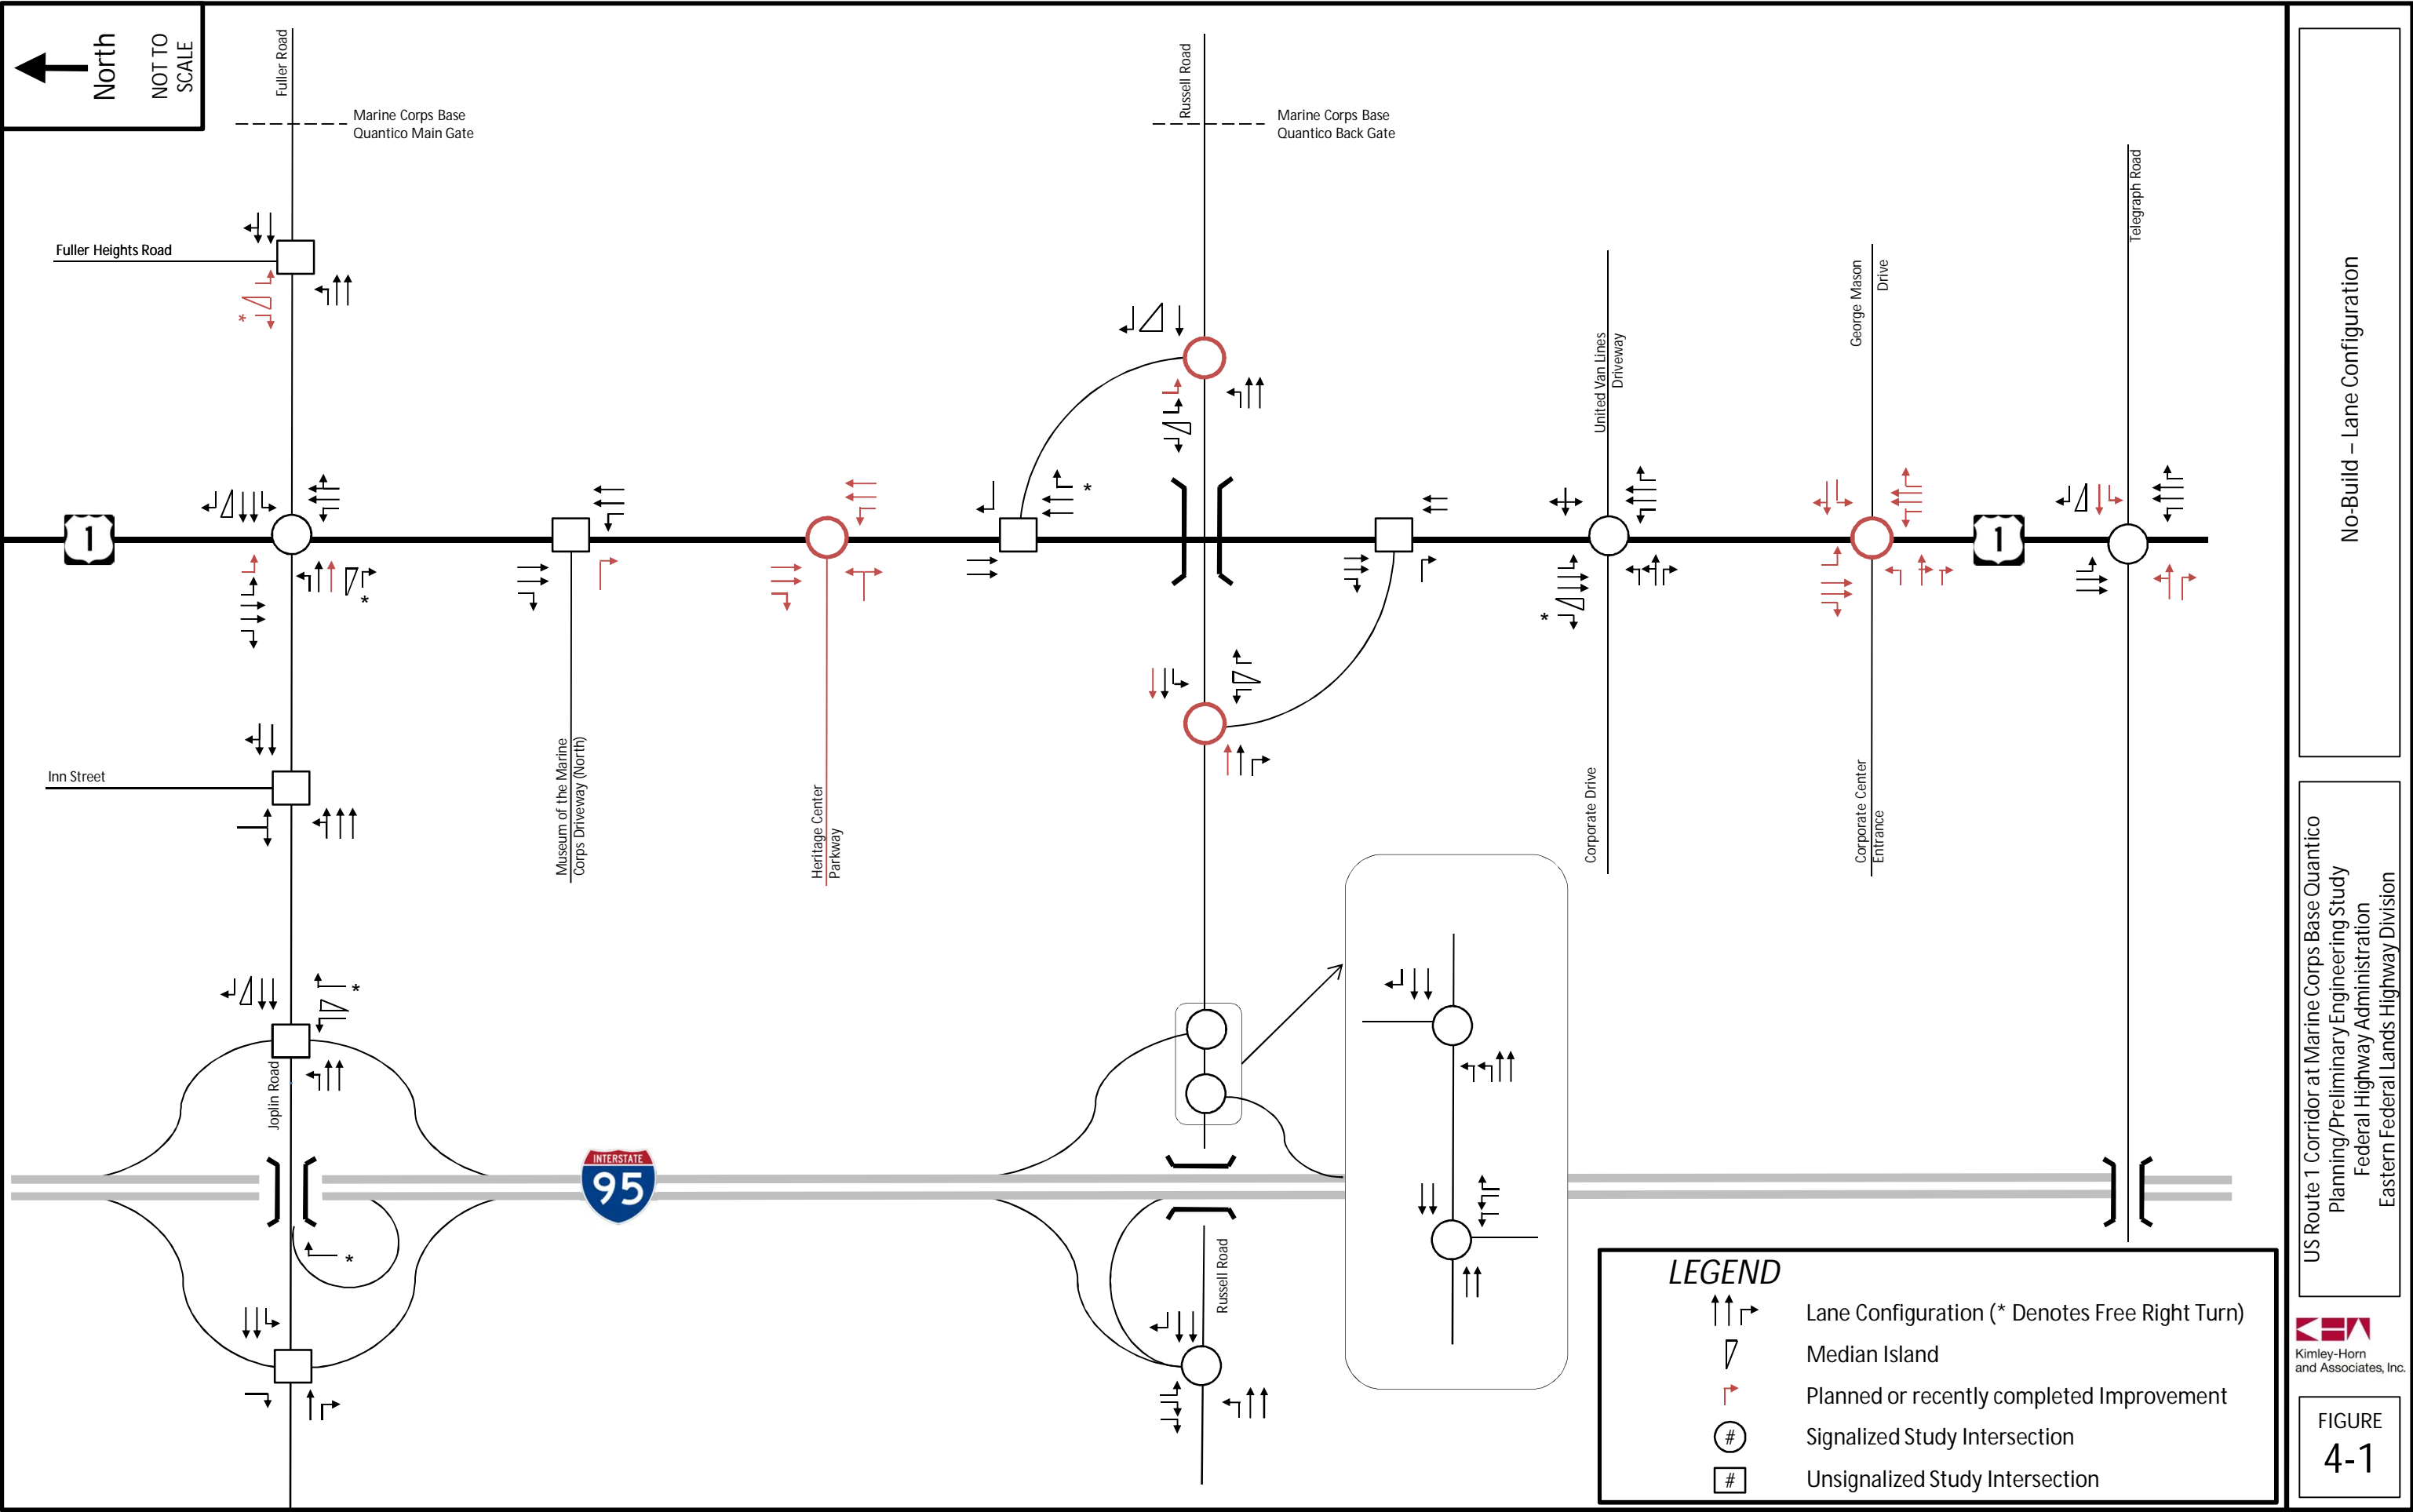 North
NOT TO
SCALE
Fuller Road
Marine Corps Base
Quantico Main Gate
Russell Road
Marine Corps Base
Quantico Back Gate
Telegraph Road
Fuller Heights Road
*
United Van Lines
Driveway
George Mason
Drive
1
*
*
1
*
Inn Street
Museum of the Marine
Corps Driveway (North)
Heritage Center
Parkway
Corporate Drive
Corporate Center
Entrance
*
Joplin Road
INTERSTATE
95
*
Russell Road
LEGEND
Lane Configuration (* Denotes Free Right Turn)
Median Island
Planned or recently completed Improvement
# Signalized Study Intersection
# Unsignalized Study Intersection
No-Build – Lane Configuration
US Route 1 Corridor at Marine Corps Base Quantico
Planning/Preliminary Engineering Study
Federal Highway Administration
Eastern Federal Lands Highway Division
Kimley-Horn
and Associates, Inc.
FIGURE
4-1